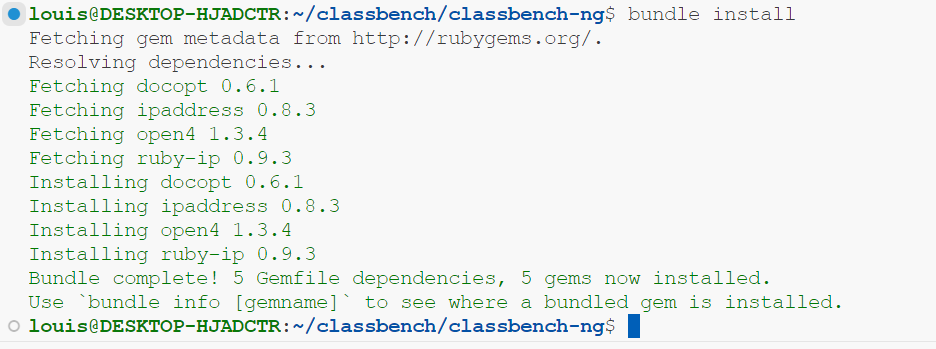 louis@DESKTOP-HJADCTR:~/classbench/classbench-ng$ bundle install
Fetching gem metadata from http://rubygems.org/.
Resolving dependencies...
Fetching docopt 0.6.1
Fetching ipaddress 0.8.3
Fetching open4 1.3.4
Fetching ruby-ip 0.9.3
Installing docopt 0.6.1
Installing ipaddress 0.8.3
Installing open4 1.3.4
Installing ruby-ip 0.9.3
Bundle complete! 5 Gemfile dependencies, 5 gems now installed.
Use `bundle info [gemname]` to see where a bundled gem is installed.
louis@DESKTOP-HJADCTR:~/classbench/classbench-ng$